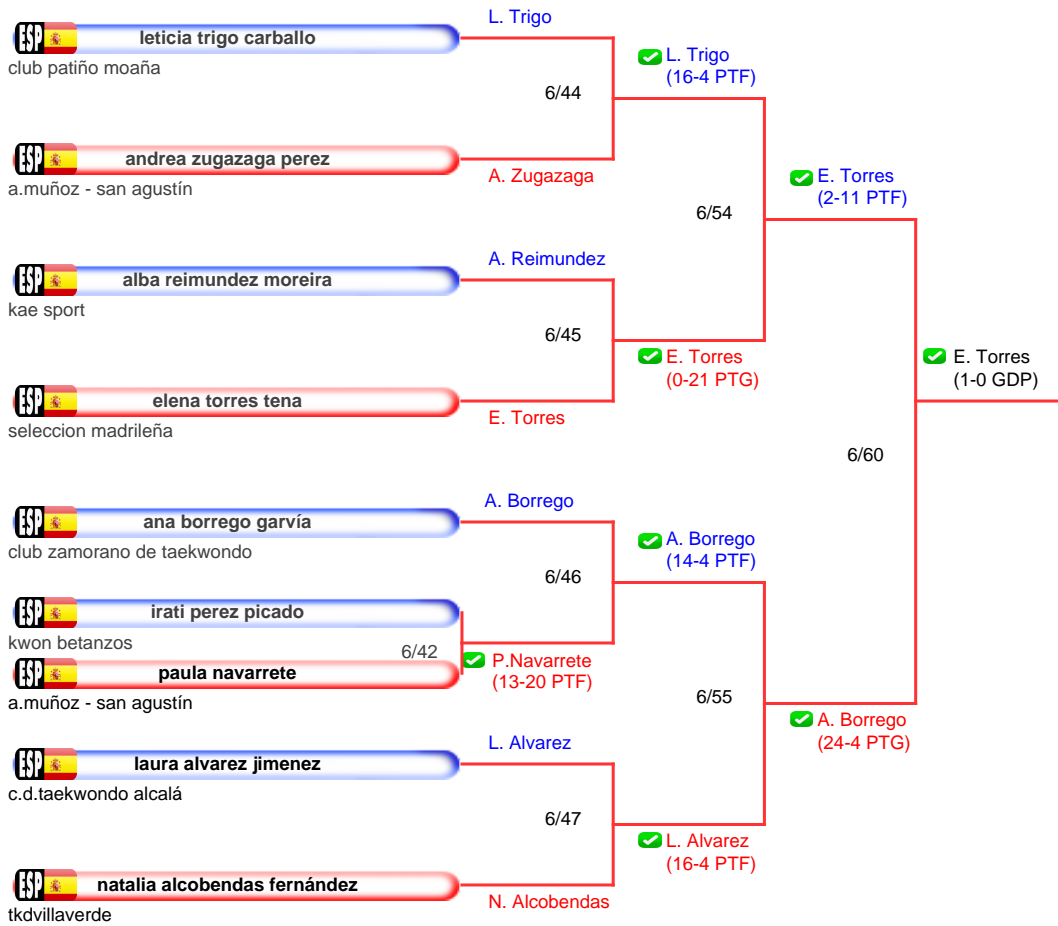 L. Trigo
ESP leticia trigo carballo
club patiño moaña
L. Trigo
(16-4 PTF)
6/44
ESP andrea zugazaga perez
a.muñoz - san agustín
A. Zugazaga
E. Torres
(2-11 PTF)
6/54
A. Reimundez
ESP alba reimundez moreira
kae sport
6/45
E. Torres
(0-21 PTG)
E. Torres
(1-0 GDP)
ESP elena torres tena
seleccion madrileña
E. Torres
6/60
A. Borrego
ESP ana borrego garvía
club zamorano de taekwondo
A. Borrego
(14-4 PTF)
6/46
ESP irati perez picado
kwon betanzos
6/42
P.Navarrete
(13-20 PTF)
ESP paula navarrete
a.muñoz - san agustín
6/55
A. Borrego
(24-4 PTG)
L. Alvarez
ESP laura alvarez jimenez
c.d.taekwondo alcalá
6/47
L. Alvarez
(16-4 PTF)
ESP natalia alcobendas fernández
tkdvillaverde
N. Alcobendas